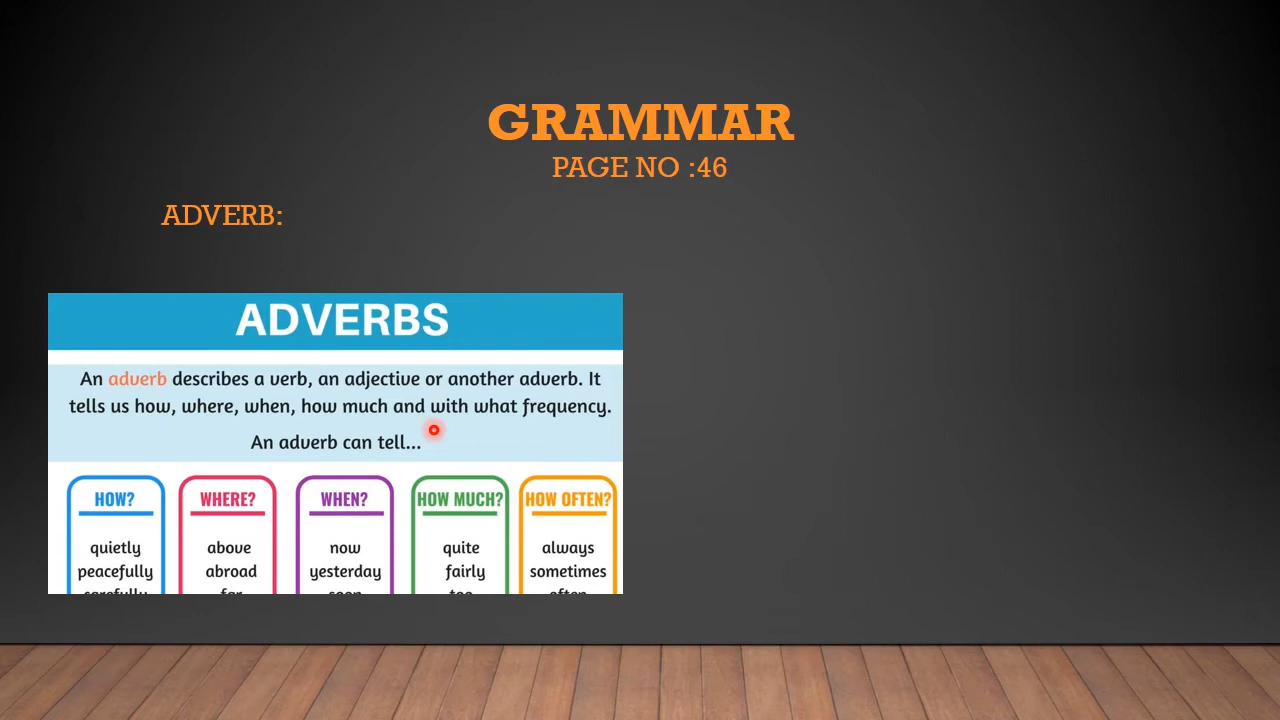 GRAMMAR
PAGE NO :46
ADVERB:
ADVERBS
An adverb describes a verb, an adjective or another adverb. It
tells us how, where, when, how much and with what frequency.
An adverb can tell...
HOW? WHERE? WHEN? HOW MUCH? HOW OFTEN?
quietly above now quite always
peacefully abroad yesterday fairly sometimes